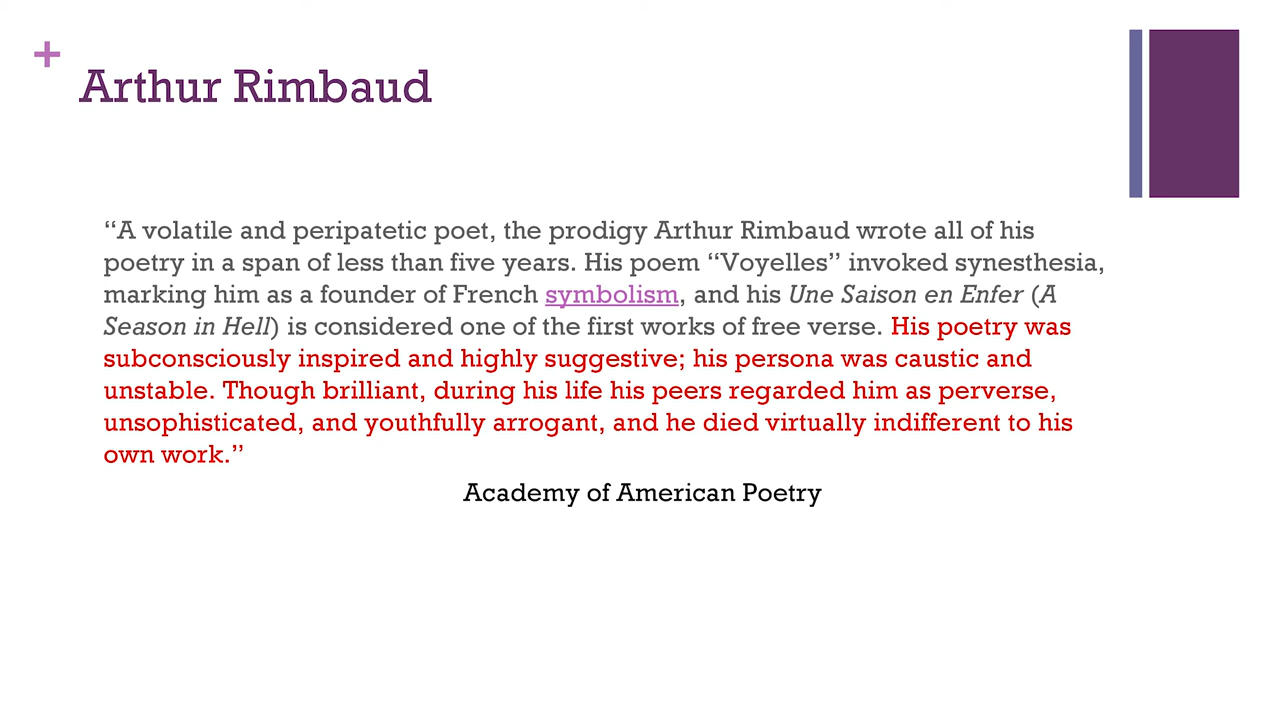 +
Arthur Rimbaud
“A volatile and peripatetic poet, the prodigy Arthur Rimbaud wrote all of his
poetry in a span of less than five years. His poem “Voyelles” invoked synesthesia,
marking him as a founder of French symbolism, and his Une Saison en Enfer (A
Season in Hell) is considered one of the first works of free verse. His poetry was
subconsciously inspired and highly suggestive; his persona was caustic and
unstable. Though brilliant, during his life his peers regarded him as perverse,
unsophisticated, and youthfully arrogant, and he died virtually indifferent to his
own work.”
Academy of American Poetry